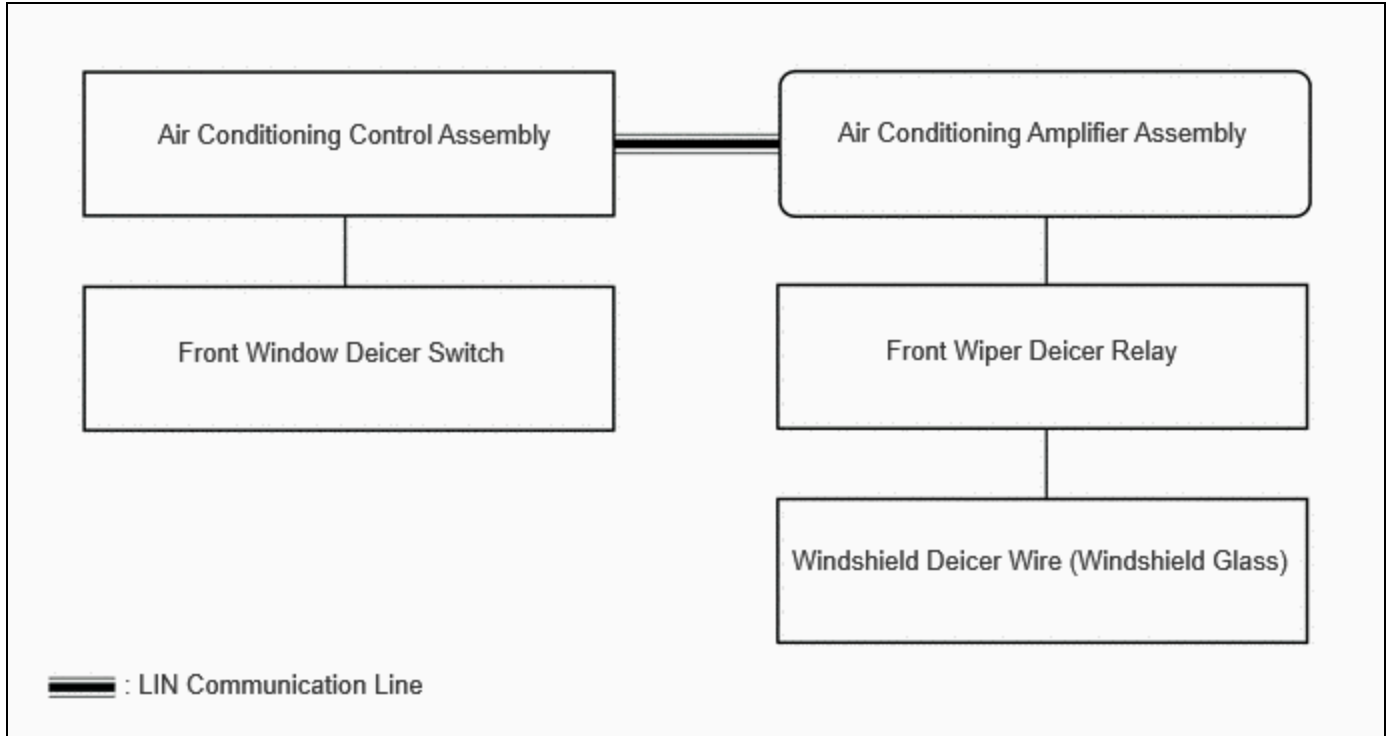 Air Conditioning Control Assembly
Air Conditioning Amplifier Assembly
Front Window Deicer Switch
Front Wiper Deicer Relay
Windshield Deicer Wire (Windshield Glass)
: LIN Communication Line